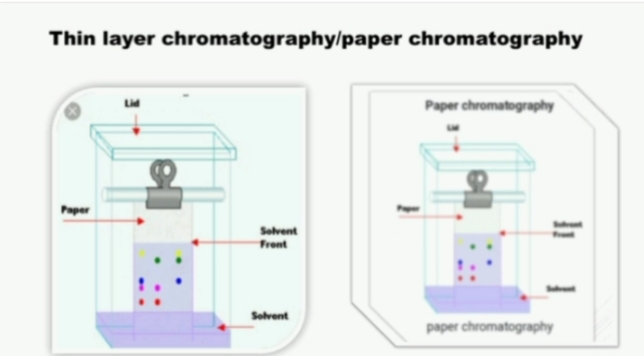 Thin layer chromatography/paper chromatography
Lid
Paper
Solvent
Front
Solvent
Paper chromatography
Lid
Paper
Solvent
Front
Solvent
paper chromatography